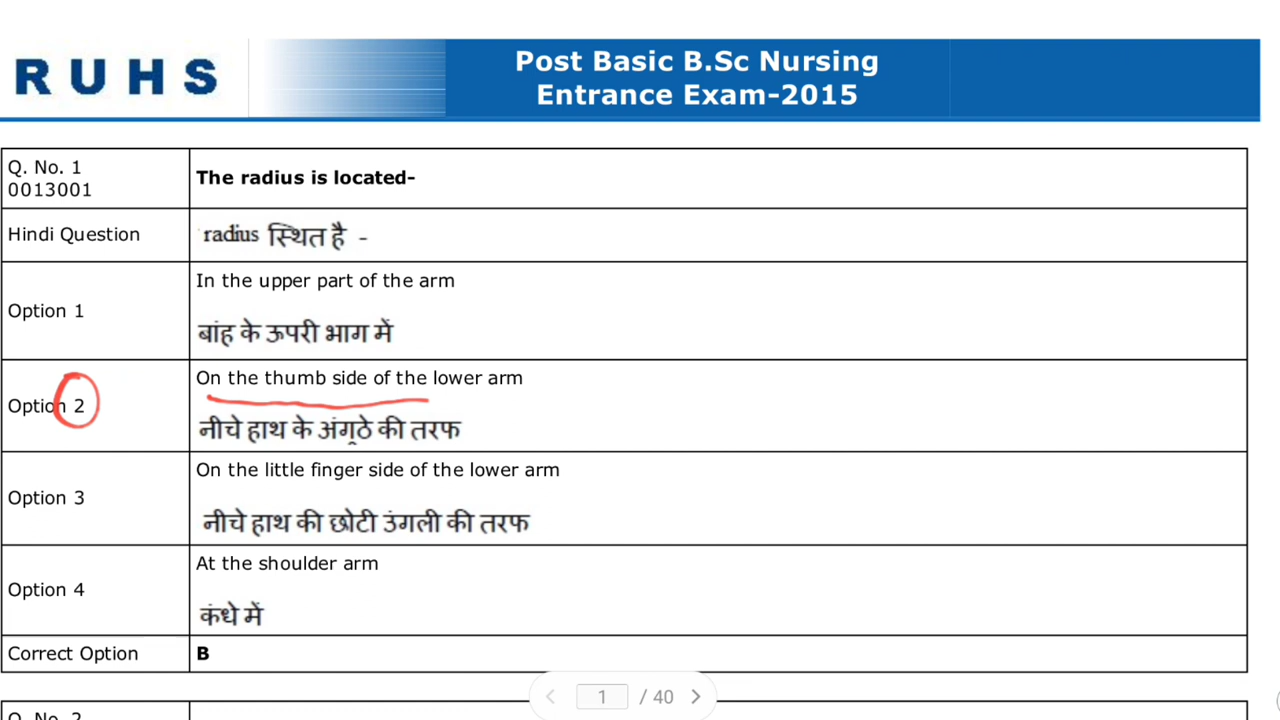 RUHS
Post Basic B.Sc Nursing
Entrance Exam-2015
Q. No. 1
0013001
The radius is located-
Hindi Question
radius स्थित है -
Option 1
In the upper part of the arm
बांह के ऊपरी भाग में
Option 2
On the thumb side of the lower arm
नीचे हाथ के अंगूठे की तरफ
Option 3
On the little finger side of the lower arm
नीचे हाथ की छोटी उंगली की तरफ
Option 4
At the shoulder arm
कंधे में
Correct Option
B
1 / 40
Q. No. 2